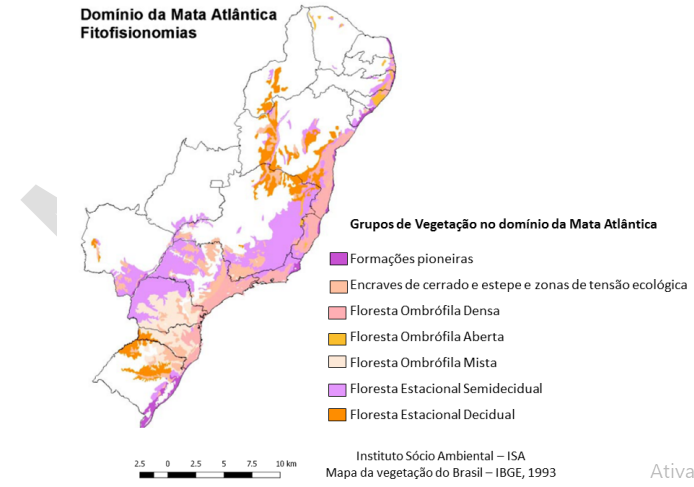 Domínio da Mata Atlântica
Fitofisionomias
Grupos de Vegetação no domínio da Mata Atlântica
Formações pioneiras
Encraves de cerrado e estepe e zonas de tensão ecológica
Floresta Ombrófila Densa
Floresta Ombrófila Aberta
Floresta Ombrófila Mista
Floresta Estacional Semidecidual
Floresta Estacional Decidual
Instituto Sócio Ambiental – ISA
Mapa da vegetação do Brasil – IBGE, 1993
2.5 0 2.5 5 7.5 10 km
Ativa